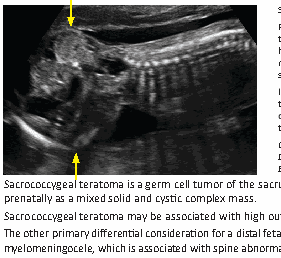 Sacrococcygeal teratoma is a germ cell tumor of the sacru
prenatally as a mixed solid and cystic complex mass.
Sacrococcygeal teratoma may be associated with high out
The other primary differential consideration for a distal feta
myelomeningocele, which is associated with spine abnorma